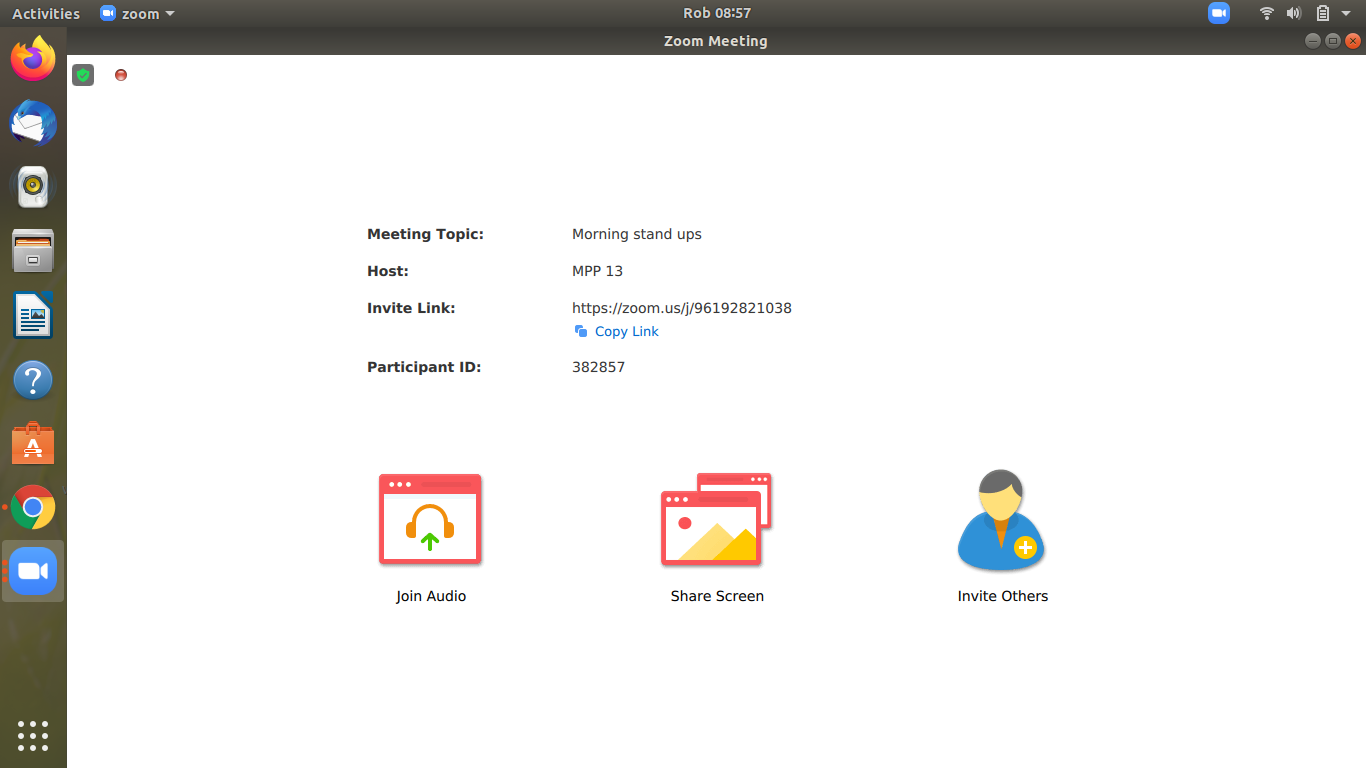 Activities zoom Rob 08:57
Zoom Meeting
Meeting Topic: Morning stand ups
Host: MPP 13
Invite Link: https://zoom.us/j/96192821038
Copy Link
Participant ID: 382857
Join Audio Share Screen Invite Others